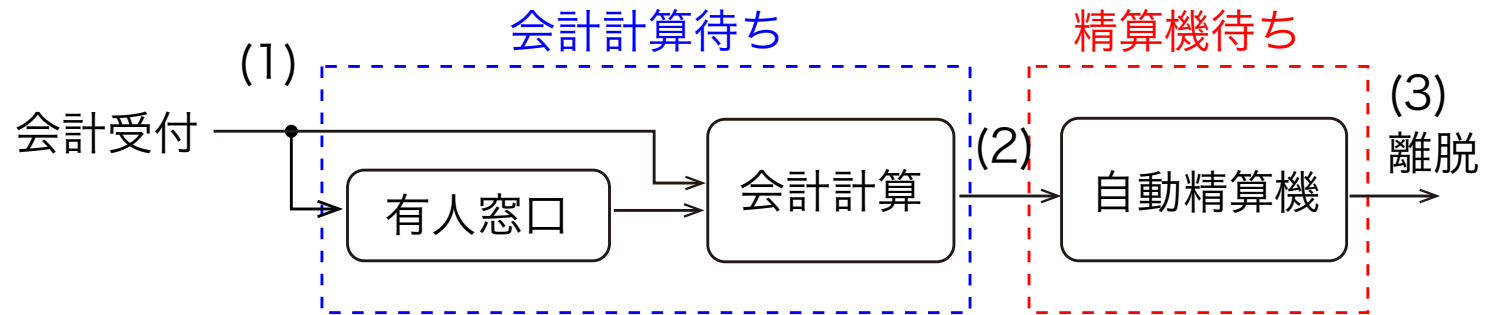 会計計算待ち
精算機待ち
(1)
会計受付
有人窓口
会計計算
(2)
自動精算機
(3)
離脱